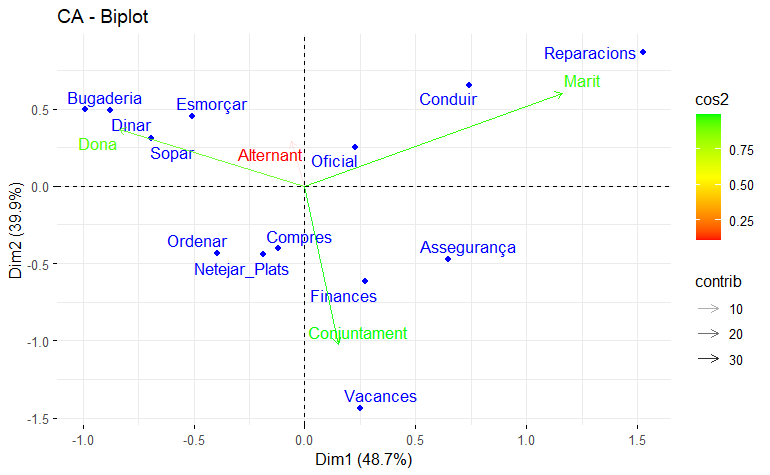 CA - Biplot
Reparacions
Marit
Conduir
Bugaderia
Esmorçar
Dinar
Dona
Sopar
Alternant
Oficial
Ordenar
Compres
Netejar_Plats
Assegurança
Finances
Conjuntament
Vacances
0.5
0.0
-0.5
-1.0
-1.5
Dim2 (39.9%)
-1.0
-0.5
0.0
0.5
1.0
1.5
Dim1 (48.7%)
cos2
0.75
0.50
0.25
contrib
10
20
30